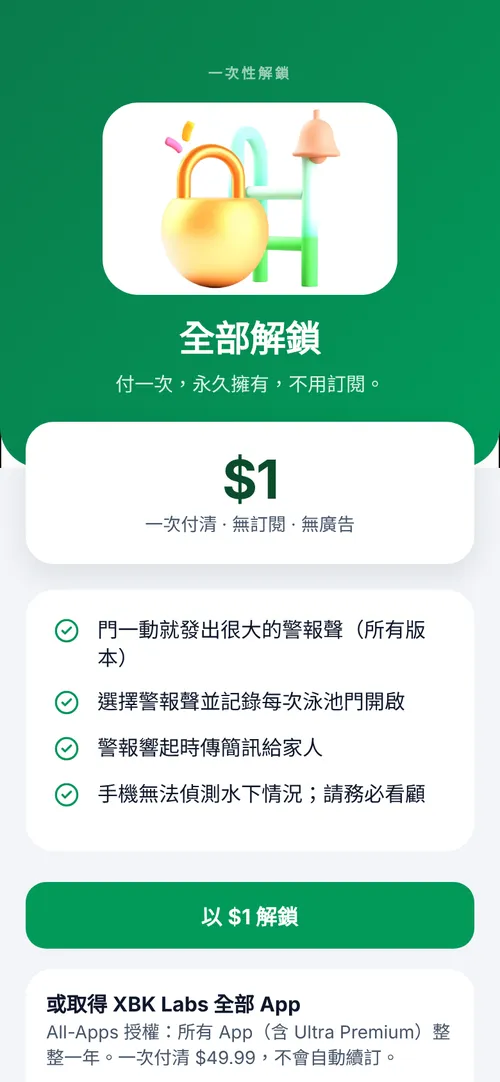 一次性解鎖
全部解鎖
付一次，永久擁有，不用訂閱。
$1
一次付清 · 無訂閱 · 無廣告
門一動就發出很大的警報聲（所有版
本）
選擇警報聲並記錄每次泳池門開啟
警報響起時傳簡訊給家人
手機無法偵測水下情況；請務必看顧
以 $1 解鎖
或取得 XBK Labs 全部 App
All-Apps 授權：所有 App（含 Ultra Premium）整
整一年。一次付清 $49.99，不會自動續訂。